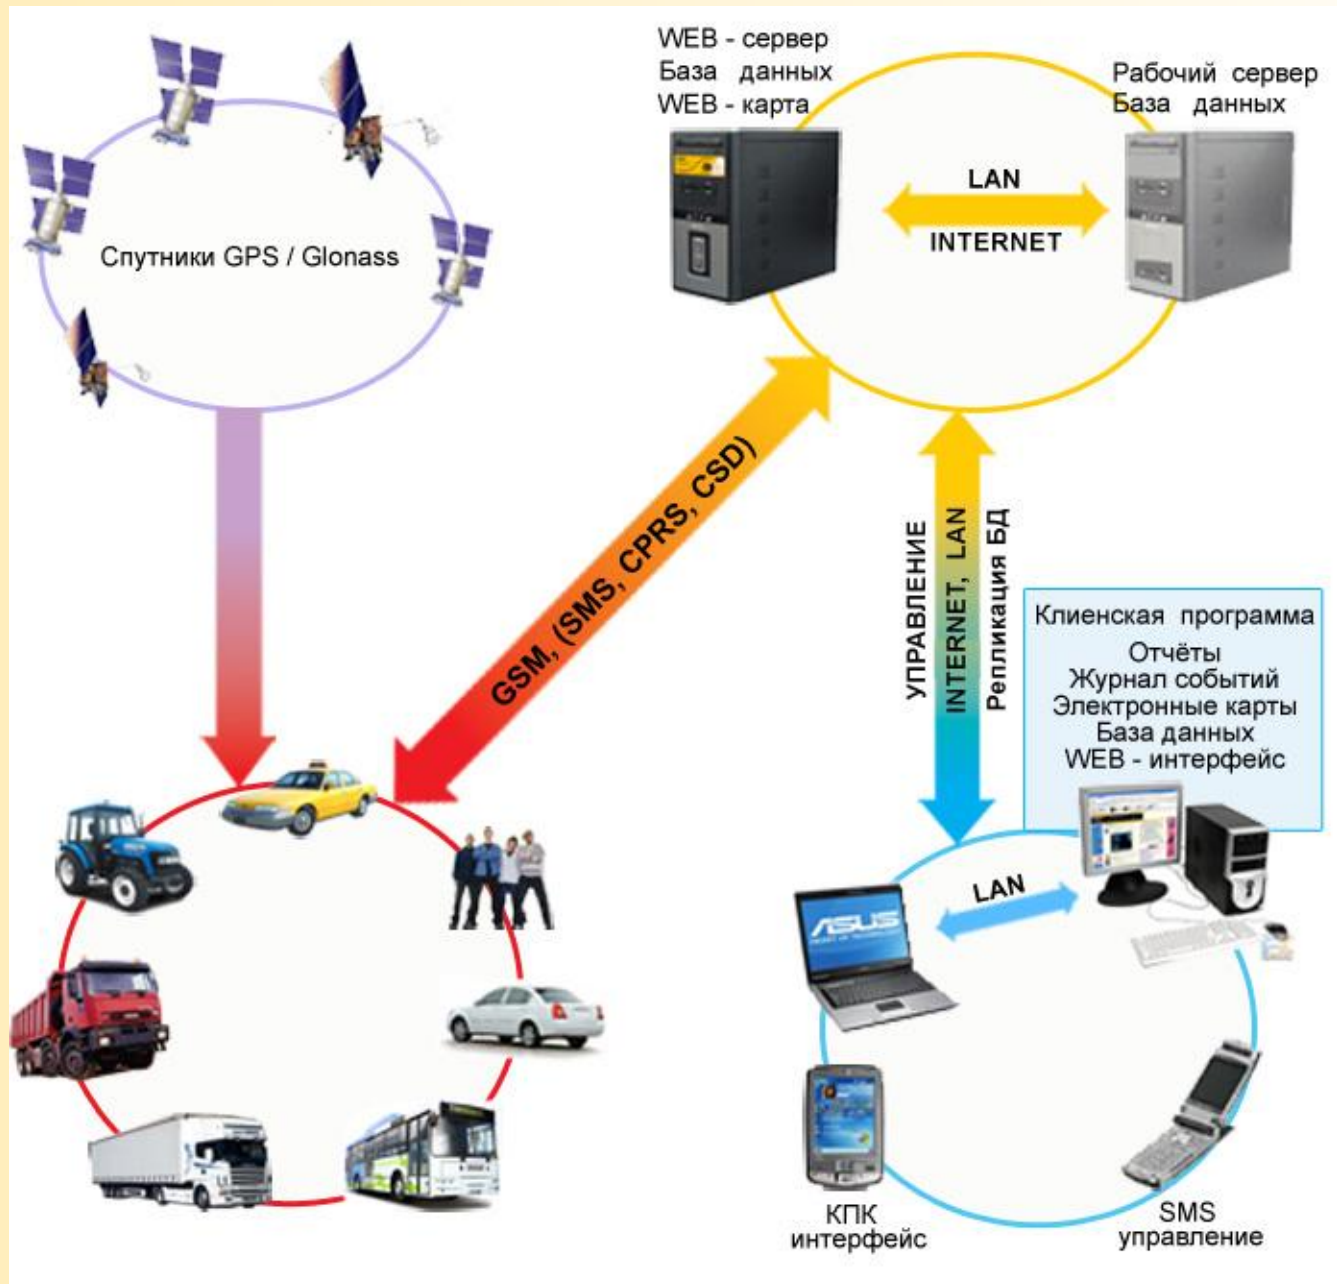 WEB - сервер
База данных
WEB - карта
Рабочий сервер
База данных
LAN
INTERNET
Спутники GPS / Glonass
GSM, (SMS, CPRS, CSD)
УПРАВЛЕНИЕ
INTERNET, LAN
Репликация БД
Клиенская программа
Отчёты
Журнал событий
Электронные карты
База данных
WEB - интерфейс
LAN
ASUS
КПК
интерфейс
SMS
управление